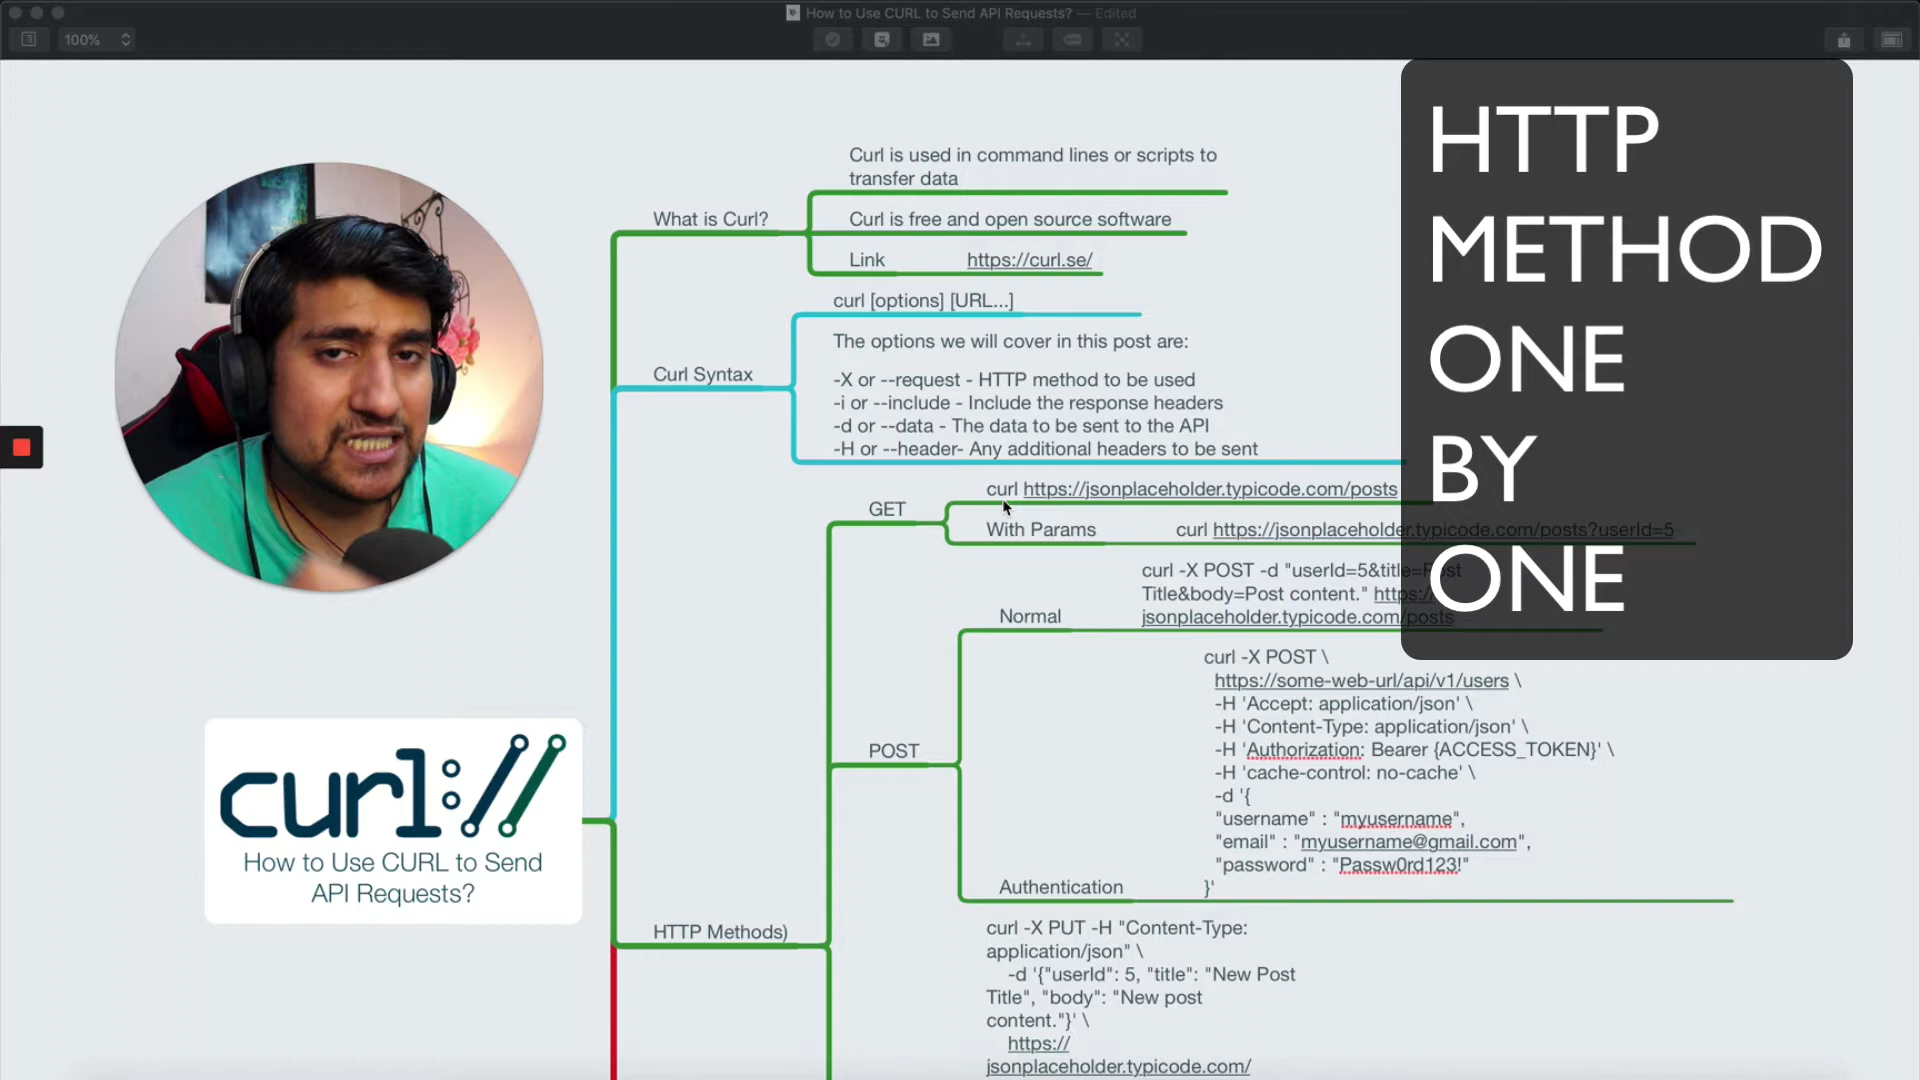 How to Use CURL to Send API Requests? — Edited
100%
HTTP
METHOD
ONE
BY
ONE
Curl is used in command lines or scripts to
transfer data
What is Curl?
Curl is free and open source software
Link https://curl.se/
curl [options] [URL...]
The options we will cover in this post are:
Curl Syntax
-X or --request - HTTP method to be used
-i or --include - Include the response headers
-d or --data - The data to be sent to the API
-H or --header- Any additional headers to be sent
curl https://jsonplaceholder.typicode.com/posts
GET
With Params curl https://jsonplaceholder.typicode.com/posts?userId=5
curl -X POST -d "userId=5&title=Post
Title&body=Post content." https://
jsonplaceholder.typicode.com/posts
Normal
curl -X POST \
https://some-web-url/api/v1/users \
-H 'Accept: application/json' \
-H 'Content-Type: application/json' \
-H 'Authorization: Bearer {ACCESS_TOKEN}' \
-H 'cache-control: no-cache' \
-d '{
"username" : "myusername",
"email" : "myusername@gmail.com",
"password" : "Passw0rd123!"
}'
POST
Authentication
curl://
How to Use CURL to Send
API Requests?
HTTP Methods)
curl -X PUT -H "Content-Type:
application/json" \
-d '{"userId": 5, "title": "New Post
Title", "body": "New post
content."}' \
https://
jsonplaceholder.typicode.com/